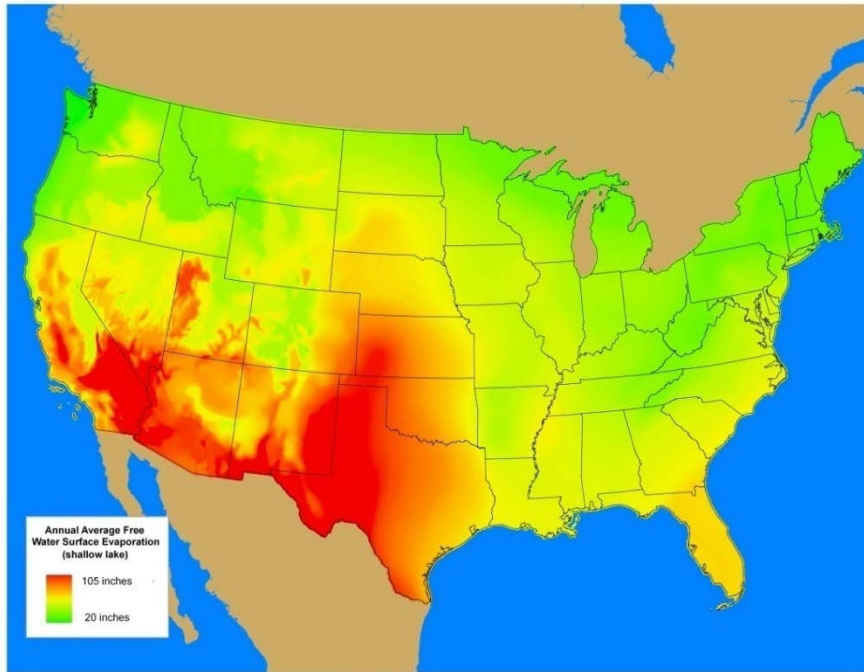 Annual Average Free
Water Surface Evaporation
(shallow lake)
105 inches
20 inches